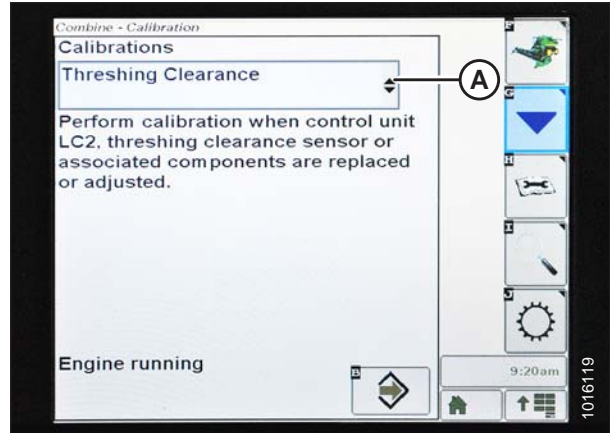 Combine - Calibration
Calibrations
Threshing Clearance
A
Perform calibration when control unit
LC2, threshing clearance sensor or
associated components are replaced
or adjusted.
Engine running
B
F
G
H
I
J
9:20am
1016119